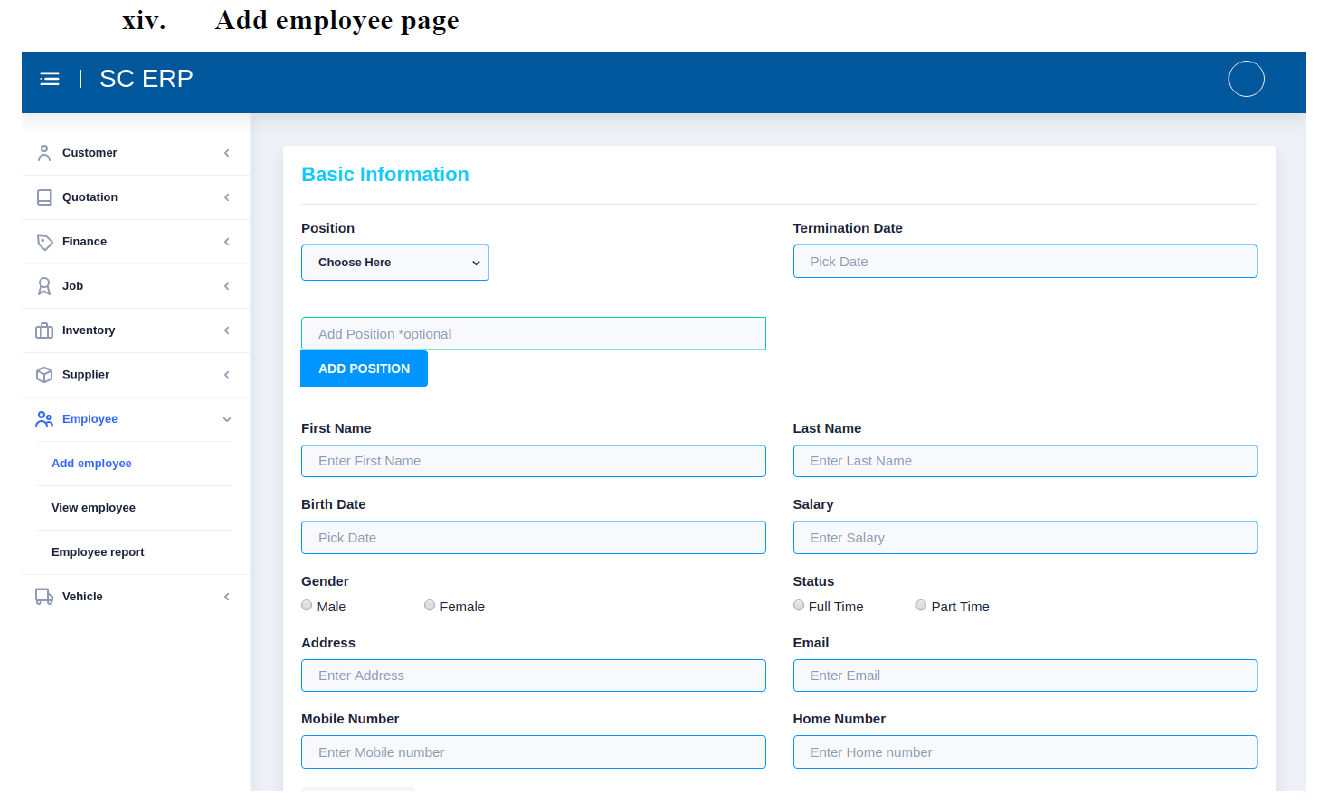 xiv. Add employee page
SC ERP
Customer
Quotation
Finance
Job
Inventory
Supplier
Employee
Add employee
View employee
Employee report
Vehicle
Basic Information
Position
Termination Date
Choose Here
Pick Date
Add Position *optional
ADD POSITION
First Name
Last Name
Enter First Name
Enter Last Name
Birth Date
Salary
Pick Date
Enter Salary
Gender
Status
Male Female
Full Time Part Time
Address
Email
Enter Address
Enter Email
Mobile Number
Home Number
Enter Mobile number
Enter Home number